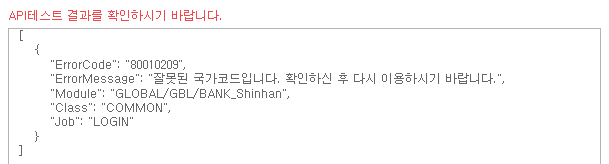 API테스트 결과를 확인하시기 바랍니다.
[
{
"ErrorCode": "80010209",
"ErrorMessage": "잘못된 국가코드입니다. 확인하신 후 다시 이용하시기 바랍니다.",
"Module": "GLOBAL/GBL/BANK_Shinhan",
"Class": "COMMON",
"Job": "LOGIN"
}
]